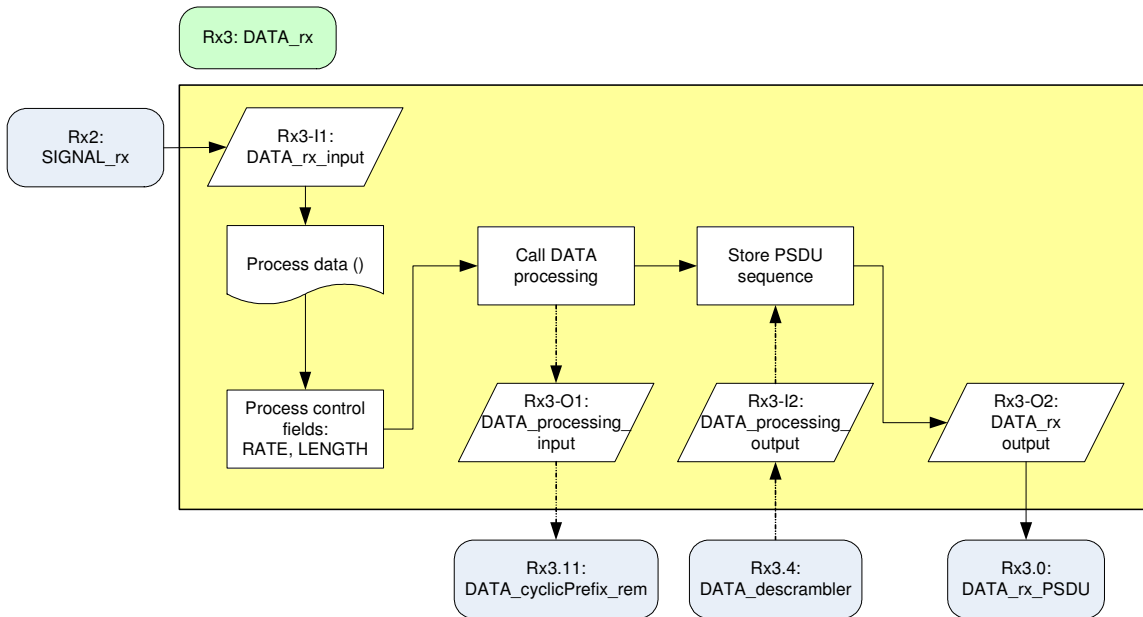 Rx3: DATA_rx
Rx2:
SIGNAL_rx
Rx3-I1:
DATA_rx_input
Process data ()
Process control
fields:
RATE, LENGTH
Call DATA
processing
Store PSDU
sequence
Rx3-O1:
DATA_processing_
input
Rx3-I2:
DATA_processing_
output
Rx3-O2:
DATA_rx
output
Rx3.11:
DATA_cyclicPrefix_rem
Rx3.4:
DATA_descrambler
Rx3.0:
DATA_rx_PSDU